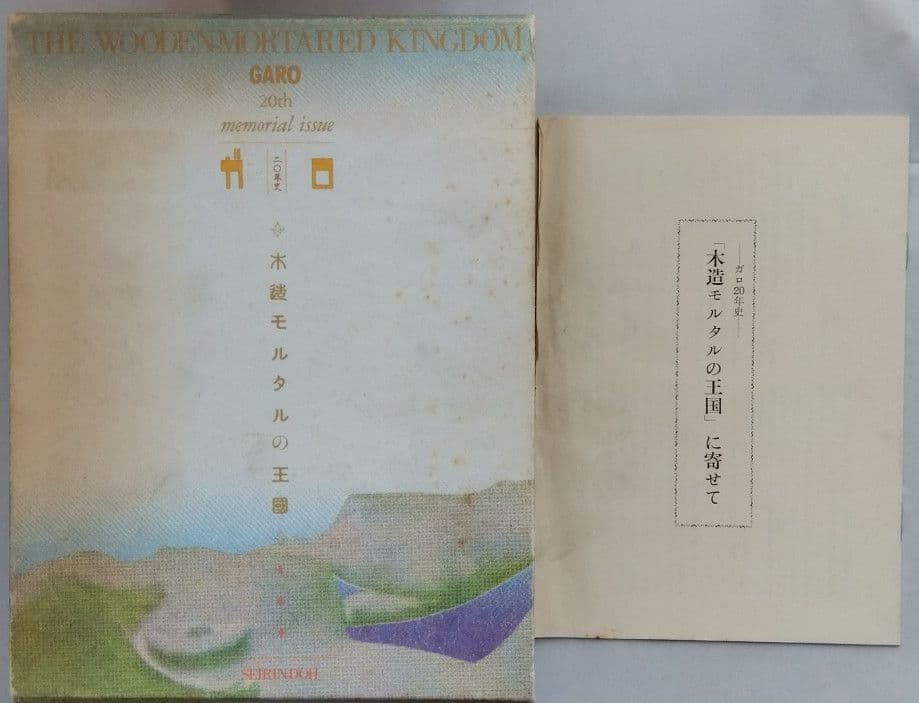 THE WOODEN-MORTARED KINGDOM
GARO
20th
memorial issue
ガロ
二〇年史
木造モルタルの王國
SEIRINDOH
——ガロ20年史——
「木造モルタルの王国」に寄せて